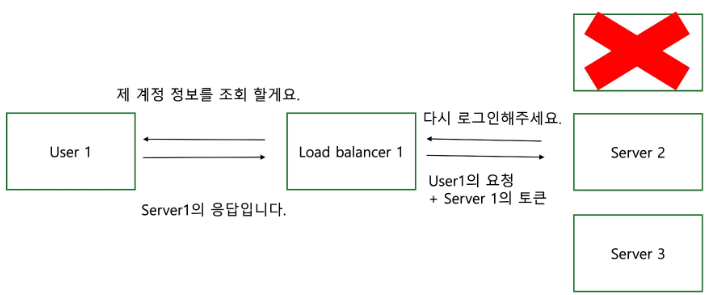 제 계정 정보를 조회 할게요.
다시 로그인해주세요.
User 1
Load balancer 1
Server 2
User1의 요청
+ Server 1의 토큰
Server1의 응답입니다.
Server 3